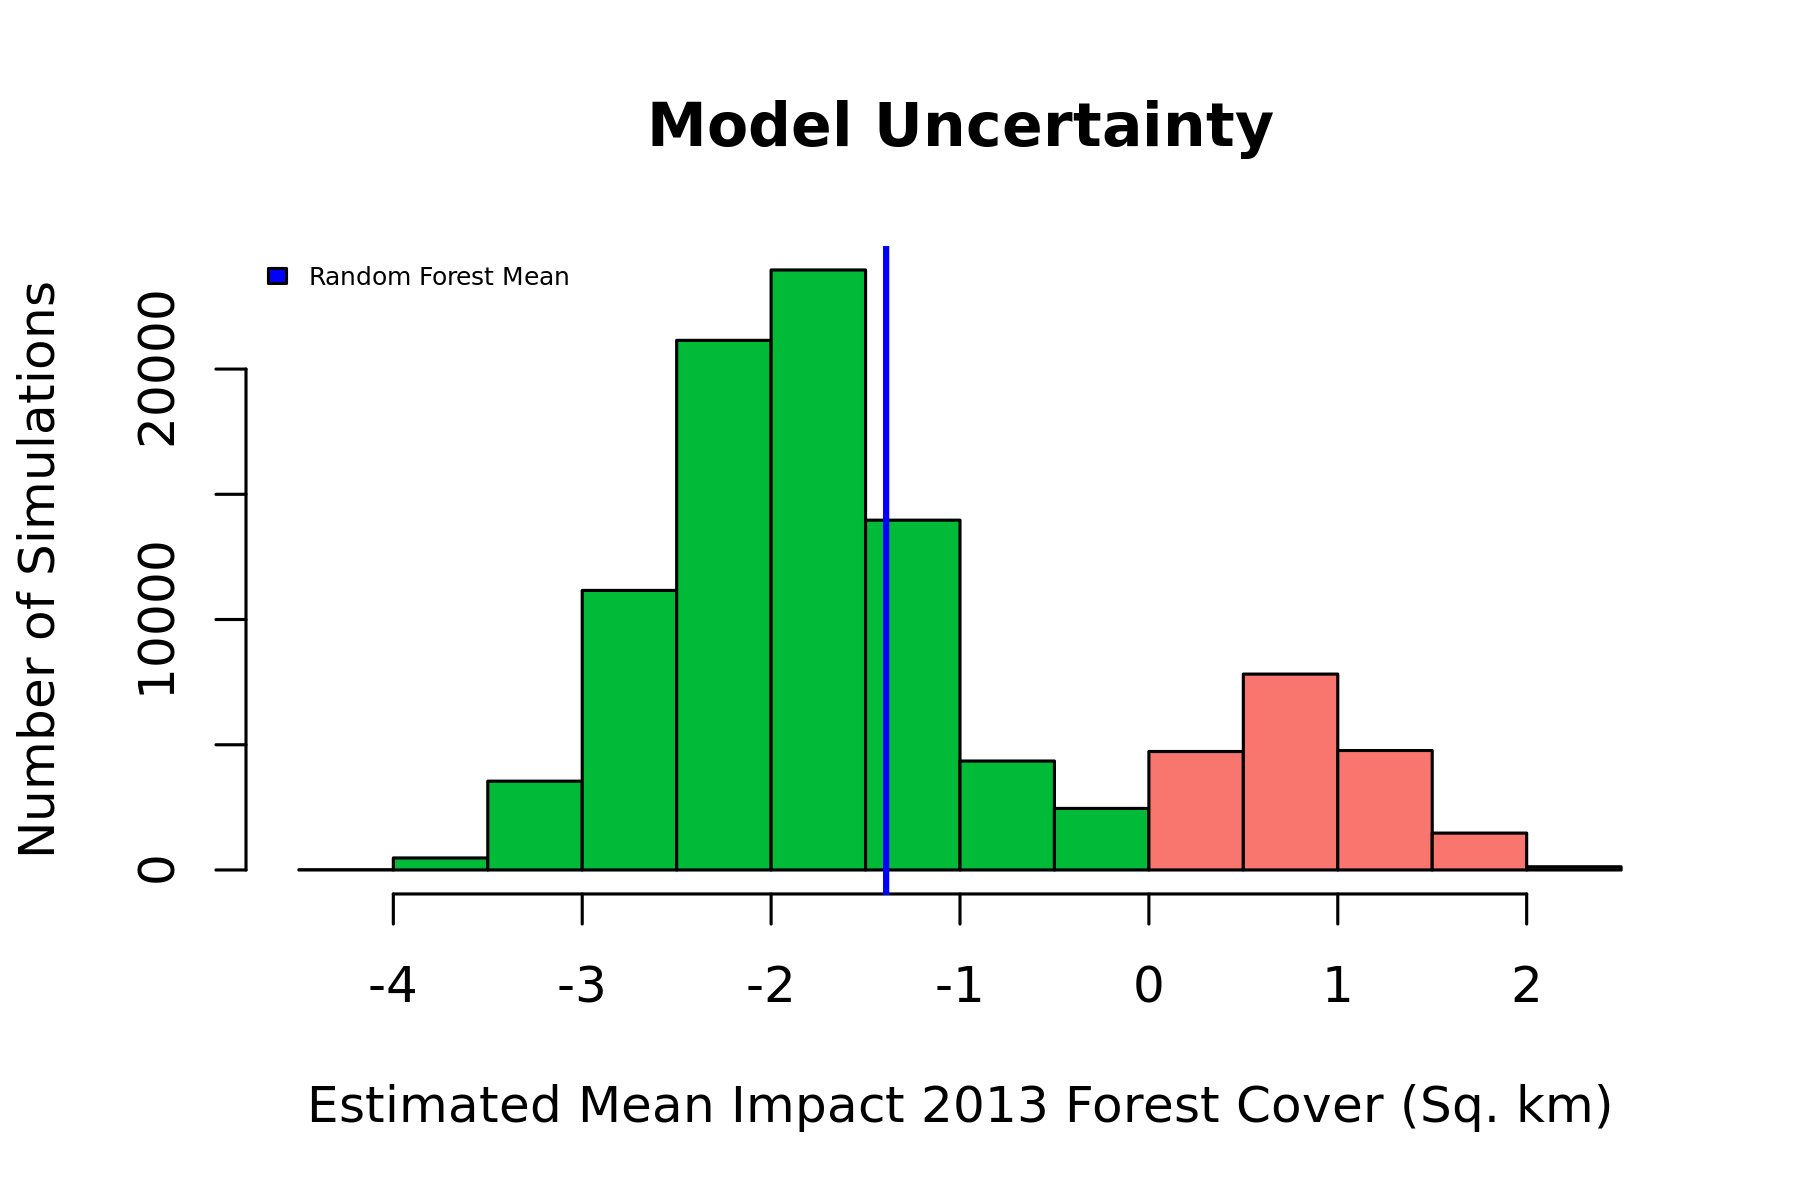 Model Uncertainty
Random Forest Mean
Number of Simulations
20000
10000
0
-4 -3 -2 -1 0 1 2
Estimated Mean Impact 2013 Forest Cover (Sq. km)